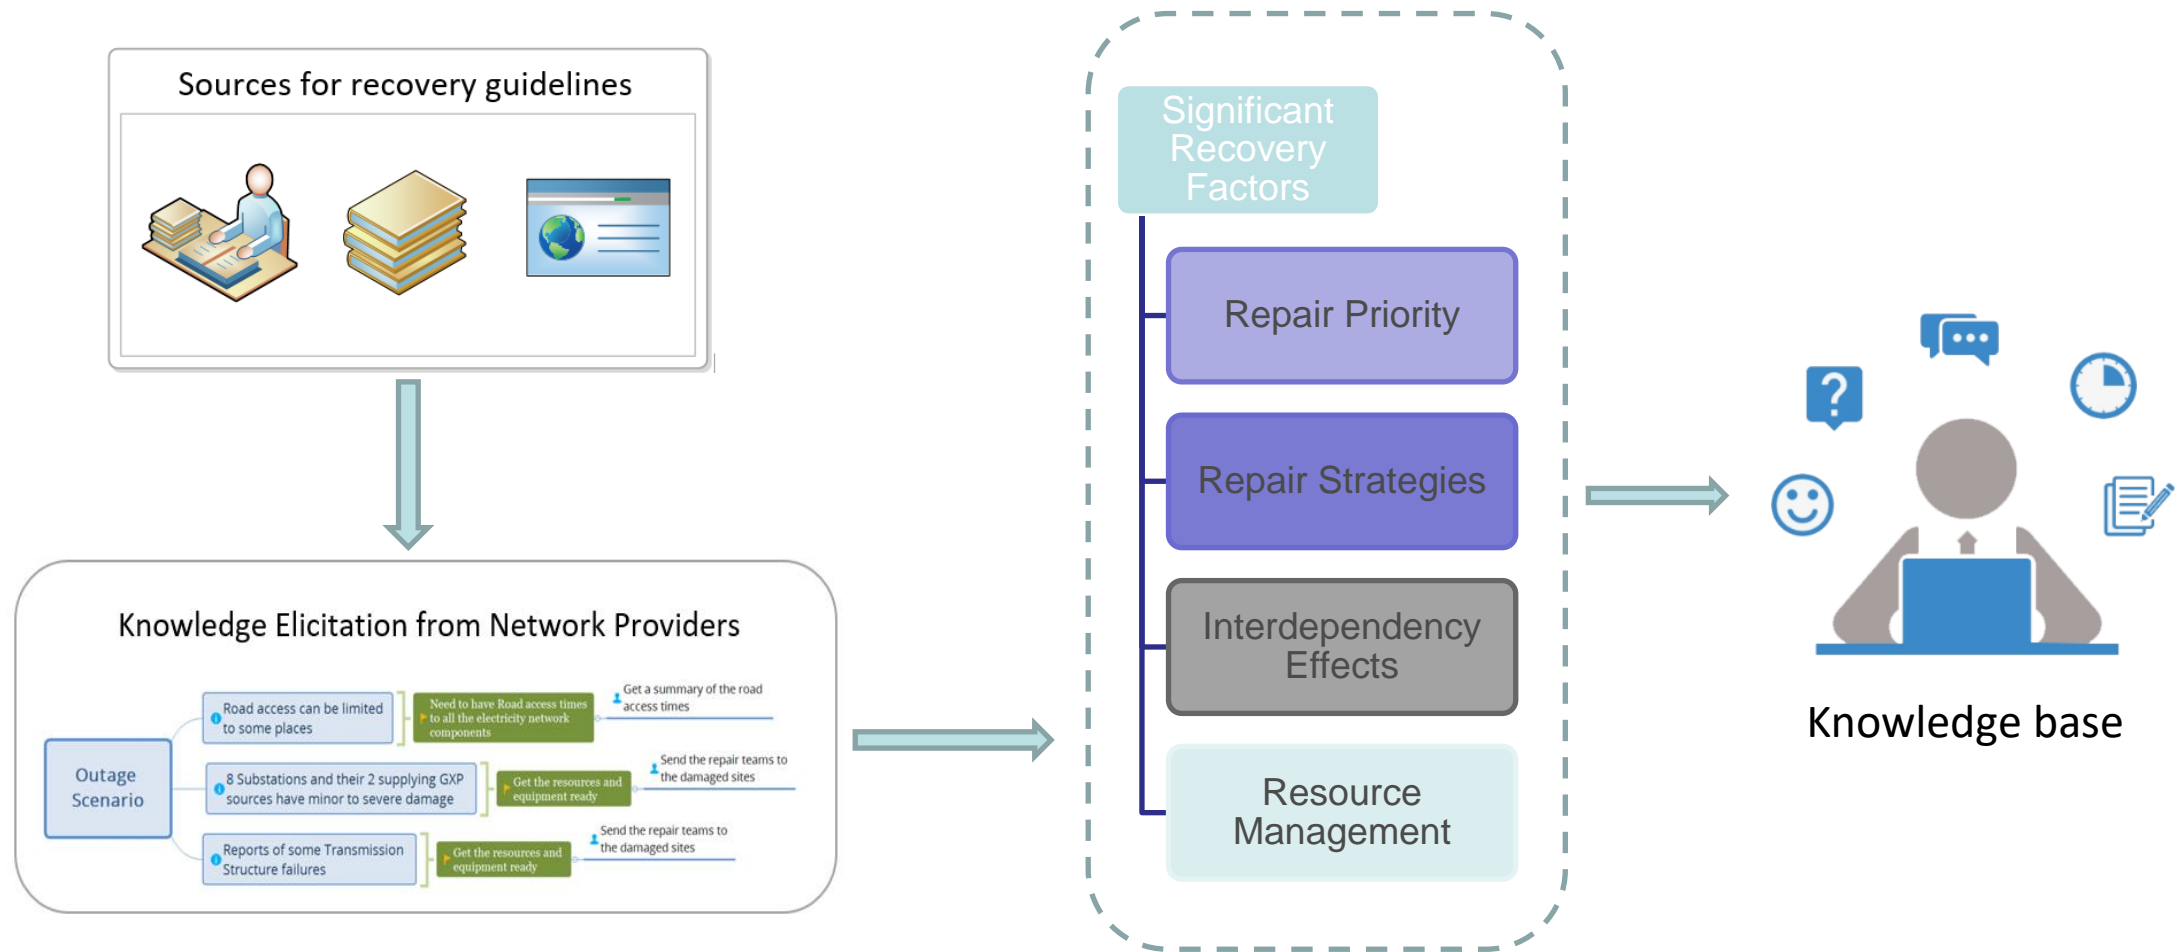 Sources for recovery guidelines
Knowledge Elicitation from Network Providers
Outage
Scenario
Road access can be limited
to some places
Need to have Road access times
to all the electricity network
components
Get a summary of the road
access times
8 Substations and their 2 supplying GXP
sources have minor to severe damage
Get the resources and
equipment ready
Send the repair teams to
the damaged sites
Reports of some Transmission
Structure failures
Get the resources and
equipment ready
Send the repair teams to
the damaged sites
Significant
Recovery
Factors
Repair Priority
Repair Strategies
Interdependency
Effects
Resource
Management
?
Knowledge base